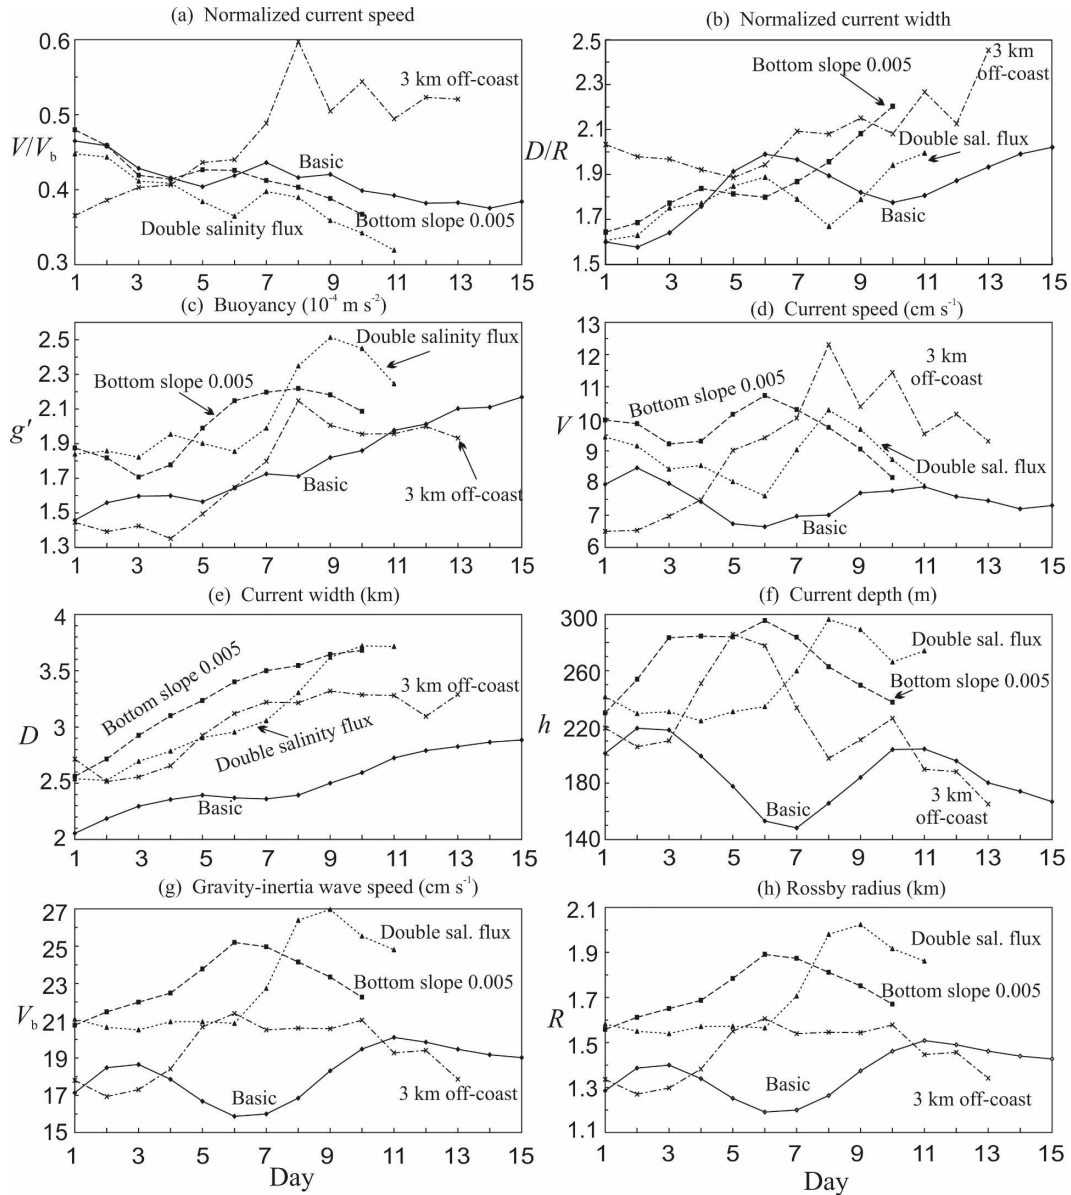 (a) Normalized current speed
0.6
0.5
0.4
0.3
V/Vb
3 km off-coast
Basic
Double salinity flux
Bottom slope 0.005
1 3 5 7 9 11 13 15
(b) Normalized current width
2.5
2.3
2.1
1.9
1.7
1.5
D/R
Bottom slope 0.005
3 km
off-coast
Double sal. flux
Basic
1 3 5 7 9 11 13 15
(c) Buoyancy (10-4 m s-2)
2.5
2.3
2.1
1.9
1.7
1.5
1.3
g'
Double salinity flux
Bottom slope 0.005
Basic
3 km off-coast
1 3 5 7 9 11 13 15
(d) Current speed (cm s-1)
13
12
11
10
9
8
7
6
V
Bottom slope 0.005
3 km
off-coast
Double sal. flux
Basic
1 3 5 7 9 11 13 15
(e) Current width (km)
4
3.5
3
2.5
2
D
Bottom slope 0.005
3 km off-coast
Double salinity flux
Basic
1 3 5 7 9 11 13 15
(f) Current depth (m)
300
260
220
180
140
h
Double sal. flux
Bottom slope 0.005
Basic
3 km
off-coast
1 3 5 7 9 11 13 15
(g) Gravity-inertia wave speed (cm s-1)
27
25
23
21
19
17
15
Vb
Double sal. flux
Bottom slope 0.005
Basic
3 km off-coast
1 3 5 7 9 11 13 15
Day
(h) Rossby radius (km)
2.1
1.9
1.7
1.5
1.3
1.1
R
Double sal. flux
Bottom slope 0.005
Basic
3 km off-coast
1 3 5 7 9 11 13 15
Day